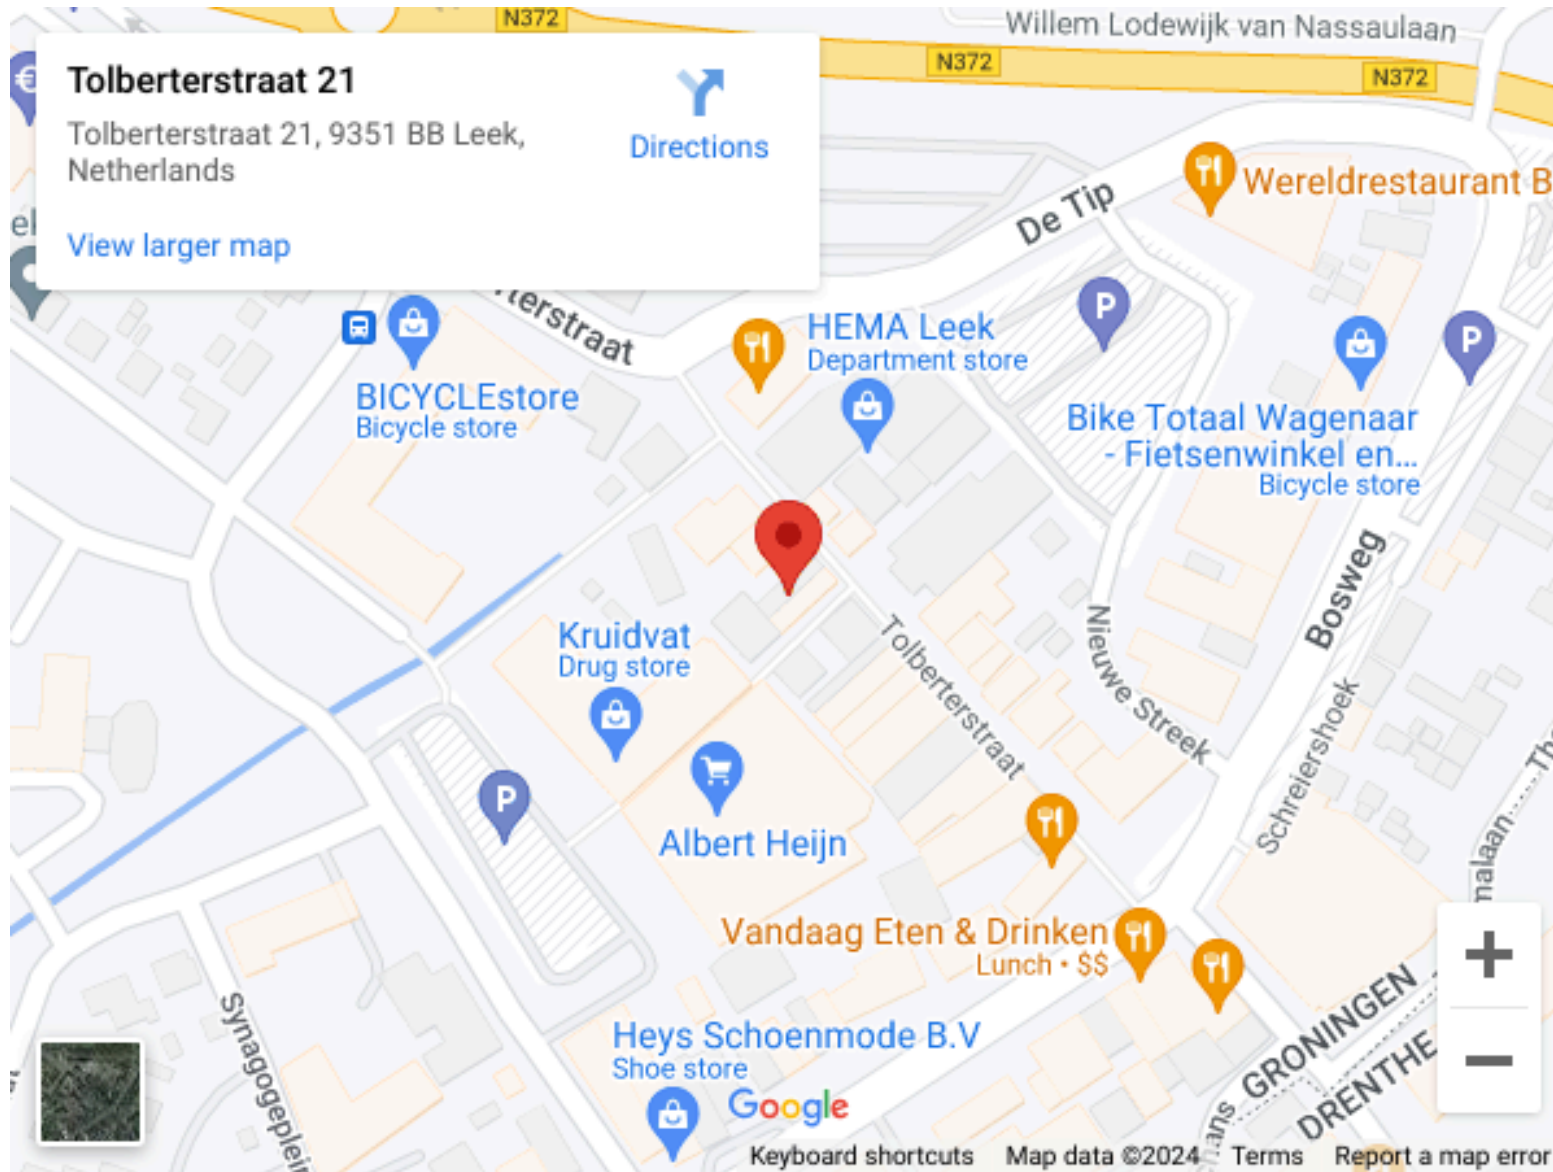 N372
Willem Lodewijk van Nassaulaan
N372
N372
Tolberterstraat 21
Tolberterstraat 21, 9351 BB Leek,
Netherlands
Directions
View larger map
Wereldrestaurant B
De Tip
P
HEMA Leek
Department store
P
BICYCLEstore
Bicycle store
Bike Totaal Wagenaar
- Fietsenwinkel en...
Bicycle store
Bosweg
Kruidvat
Drug store
Tolberterstraat
Nieuwe Streek
Schreiershoek
P
Albert Heijn
Vandaag Eten & Drinken
Lunch • $$
Synagogeplein
Heys Schoenmode B.V
Shoe store
GRONINGEN
DRENTHE
Google
Keyboard shortcuts
Map data ©2024
Terms
Report a map error